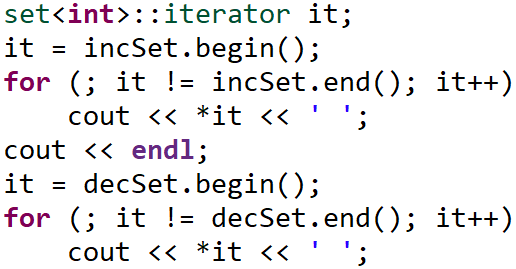 set<int>::iterator it;
it = incSet.begin();
for (; it != incSet.end(); it++)
    cout << *it << ' ';
cout << endl;
it = decSet.begin();
for (; it != decSet.end(); it++)
    cout << *it << ' ';